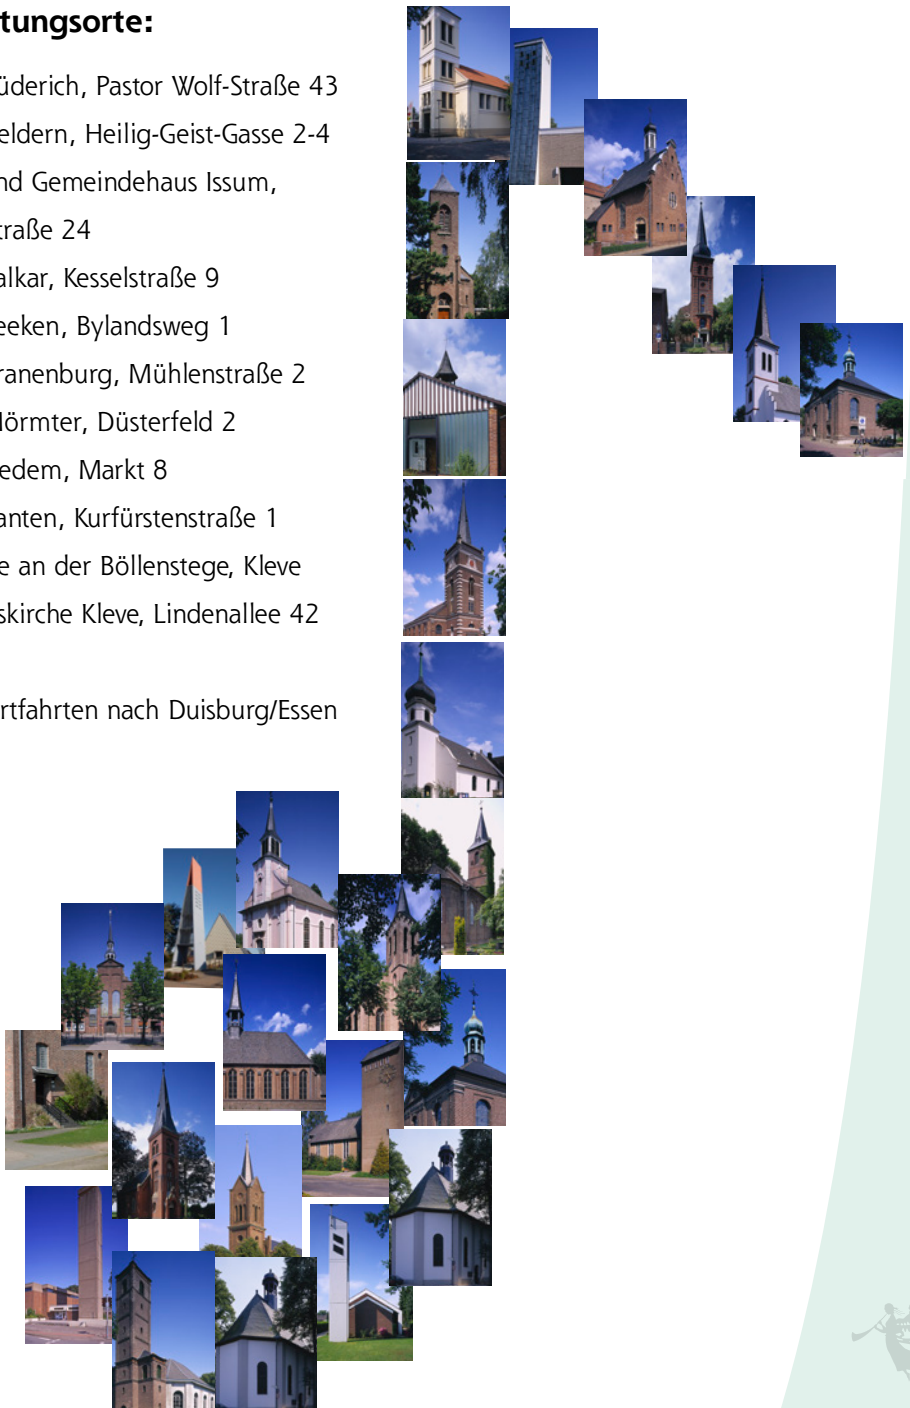 tungsorte:
üderich, Pastor Wolf-Straße 43
eldern, Heilig-Geist-Gasse 2-4
nd Gemeindehaus Issum,
traße 24
alkar, Kesselstraße 9
eeken, Bylandsweg 1
ranenburg, Mühlenstraße 2
lörmter, Düsterfeld 2
edem, Markt 8
anten, Kurfürstenstraße 1
e an der Böllenstege, Kleve
skirche Kleve, Lindenallee 42
rtfahrten nach Duisburg/Essen